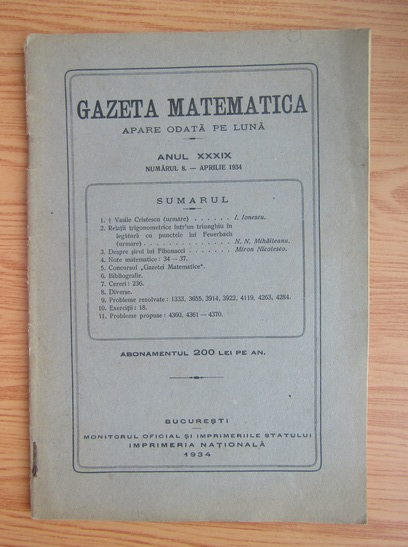 GAZETA MATEMATICA
APARE ODATĂ PE LUNĂ
ANUL XXXIX
NUMĂRUL 8. — APRILIE 1934
SUMARUL
1. † Vasile Cristescu (urmare) . . . . . . I. Ionescu.
2. Relații trigonometrice într'un triunghiu în
legătură cu punctele lui Feuerbach
(urmare) . . . . . . . . . . . . . N. N. Mihăileanu.
3. Despre șirul lui Fibonacci . . . . . . Miron Nicolesco.
4. Note matematice : 34 — 37.
5. Concursul „Gazetei Matematice".
6. Bibliografie.
7. Cereri : 236.
8. Diverse.
9. Probleme rezolvate : 1333, 3655, 3914, 3922, 4119, 4263, 4284.
10. Exerciții : 18.
11. Probleme propuse : 4360, 4361 — 4370.
ABONAMENTUL 200 LEI PE AN.
BUCUREȘTI
MONITORUL OFICIAL ȘI IMPRIMERIILE STATULUI
IMPRIMERIA NAȚIONALĂ
1934